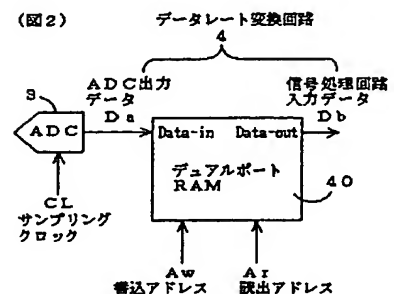 (図2)
データレート変換回路
4
ADC出力
データ
Da
信号処理回路
入力データ
Db
3
ADC
Data-in Data-out
デュアルポート
RAM
40
CL
サンプリング
クロック
Aw
書込アドレス
Ar
読出アドレス